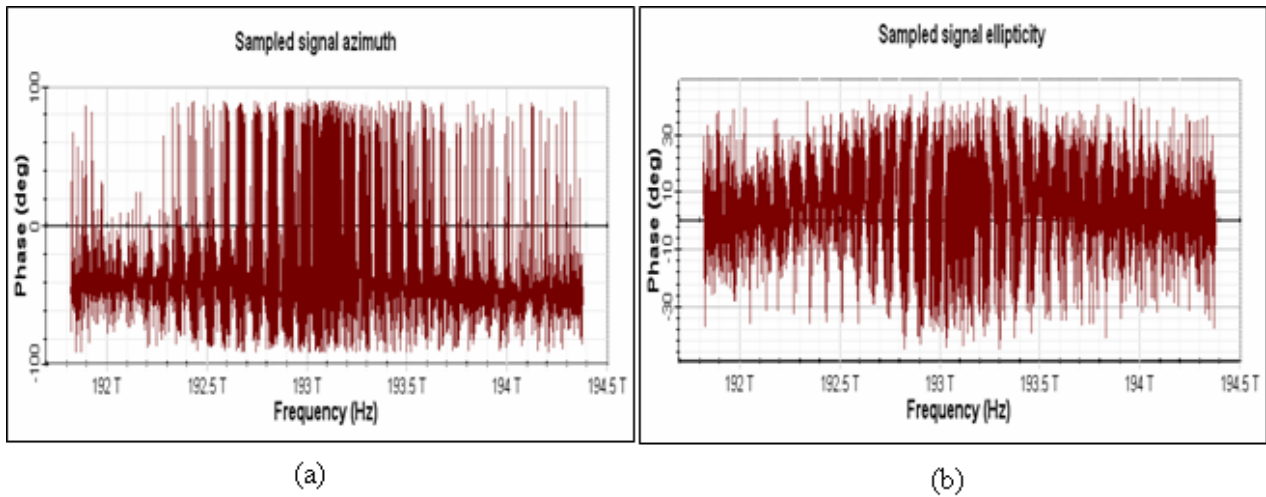 Sampled signal azimuth
100
0
-100
Phase (deg)
192 T 192.5 T 193 T 193.5 T 194 T 194.5 T
Frequency (Hz)
(a)
Sampled signal ellipticity
30
10
-10
-30
Phase (deg)
192 T 192.5 T 193 T 193.5 T 194 T 194.5 T
Frequency (Hz)
(b)